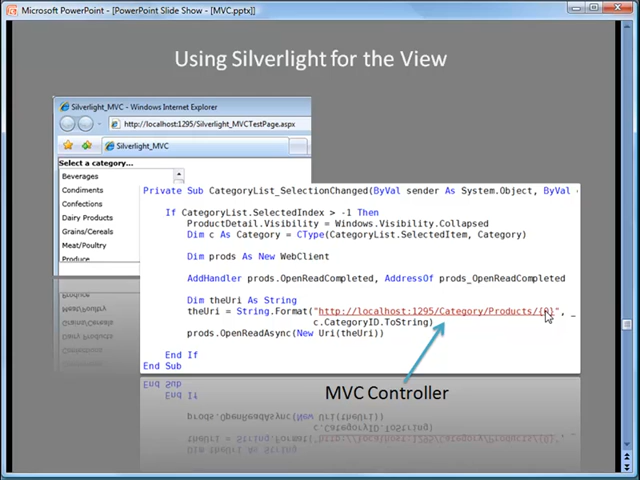 Microsoft PowerPoint - [PowerPoint Slide Show - [MVC.pptx]]
Using Silverlight for the View
Silverlight_MVC - Windows Internet Explorer
http://localhost:1295/Silverlight_MVCTestPage.aspx
Silverlight_MVC
Select a category...
Beverages
Condiments
Confections
Dairy Products
Grains/Cereals
Meat/Poultry
Produce
Private Sub CategoryList_SelectionChanged(ByVal sender As System.Object, ByVal
If CategoryList.SelectedIndex > -1 Then
ProductDetail.Visibility = Windows.Visibility.Collapsed
Dim c As Category = CType(CategoryList.SelectedItem, Category)
Dim prods As New WebClient
AddHandler prods.OpenReadCompleted, AddressOf prods_OpenReadCompleted
Dim theUri As String
theUri = String.Format("http://localhost:1295/Category/Products/{0}", _
c.CategoryID.ToString)
prods.OpenReadAsync(New Uri(theUri))
End If
End Sub
MVC Controller